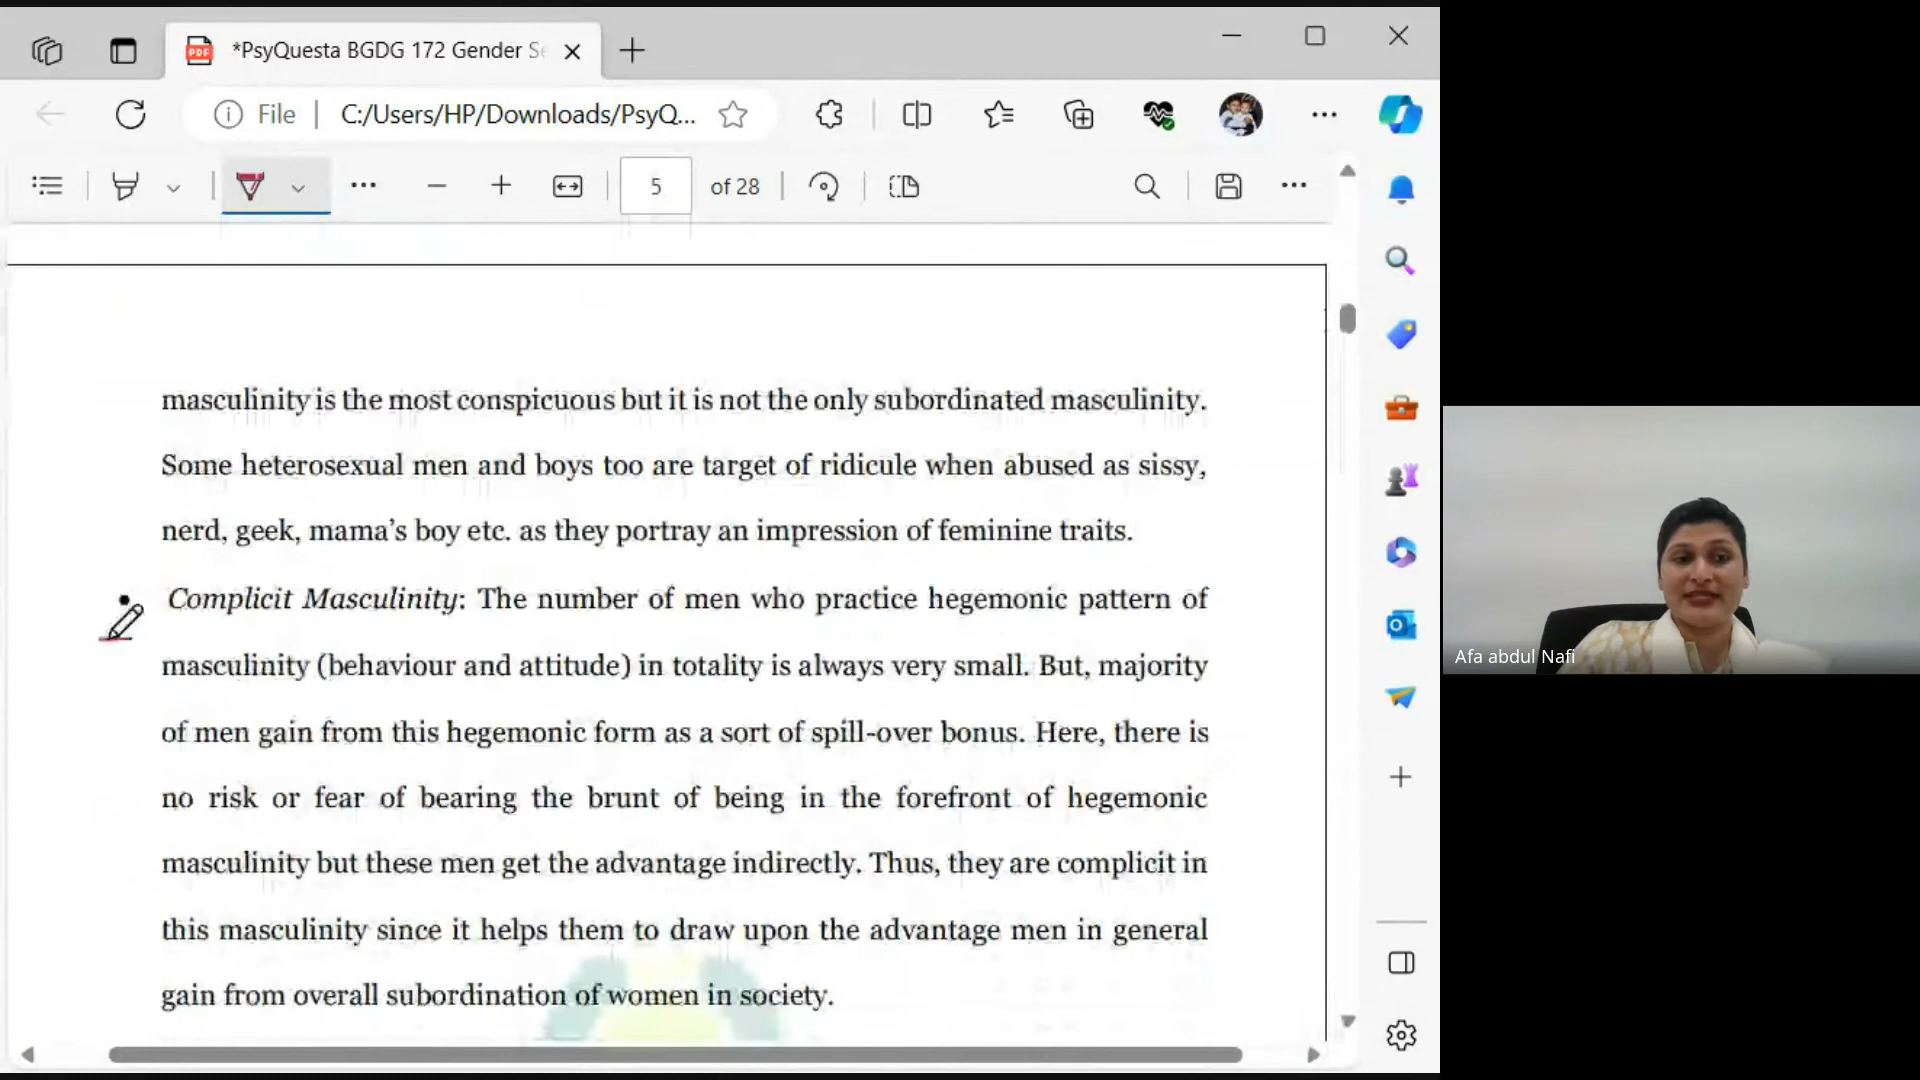 *PsyQuesta BGDG 172 Gender Se
File
C:/Users/HP/Downloads/PsyQ...
5 of 28
masculinity is the most conspicuous but it is not the only subordinated masculinity.
Some heterosexual men and boys too are target of ridicule when abused as sissy,
nerd, geek, mama's boy etc. as they portray an impression of feminine traits.
Complicit Masculinity: The number of men who practice hegemonic pattern of
masculinity (behaviour and attitude) in totality is always very small. But, majority
of men gain from this hegemonic form as a sort of spill-over bonus. Here, there is
no risk or fear of bearing the brunt of being in the forefront of hegemonic
masculinity but these men get the advantage indirectly. Thus, they are complicit in
this masculinity since it helps them to draw upon the advantage men in general
gain from overall subordination of women in society.
Afa abdul Nafi